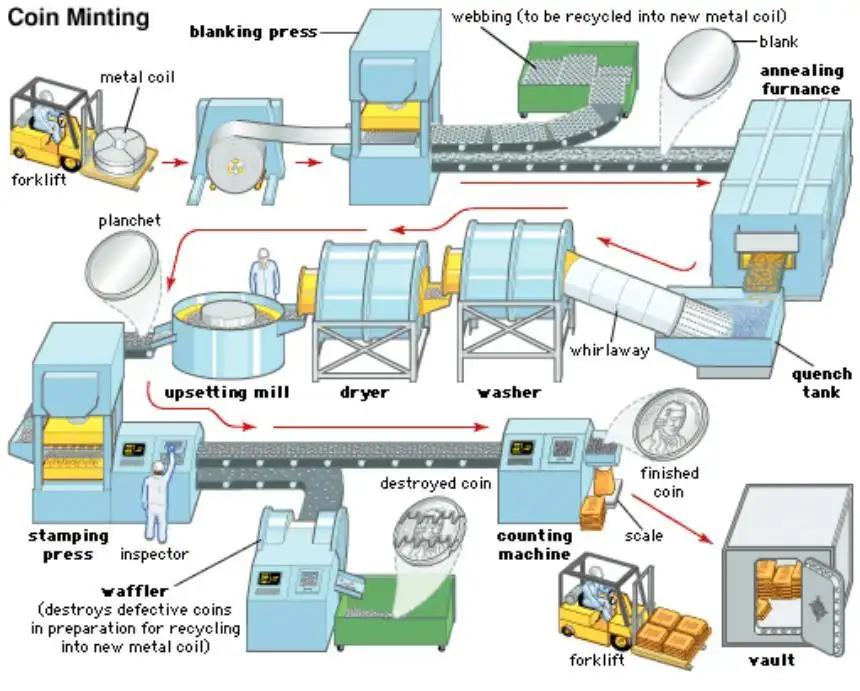 Coin Minting
blanking press
webbing (to be recycled into new metal coil)
blank
annealing
furnance
metal coil
forklift
planchet
whirlaway
quench
tank
upsetting mill
dryer
washer
destroyed coin
finished
coin
stamping
press
inspector
counting
machine
scale
waffler
(destroys defective coins
in preparation for recycling
into new metal coil)
forklift
vault